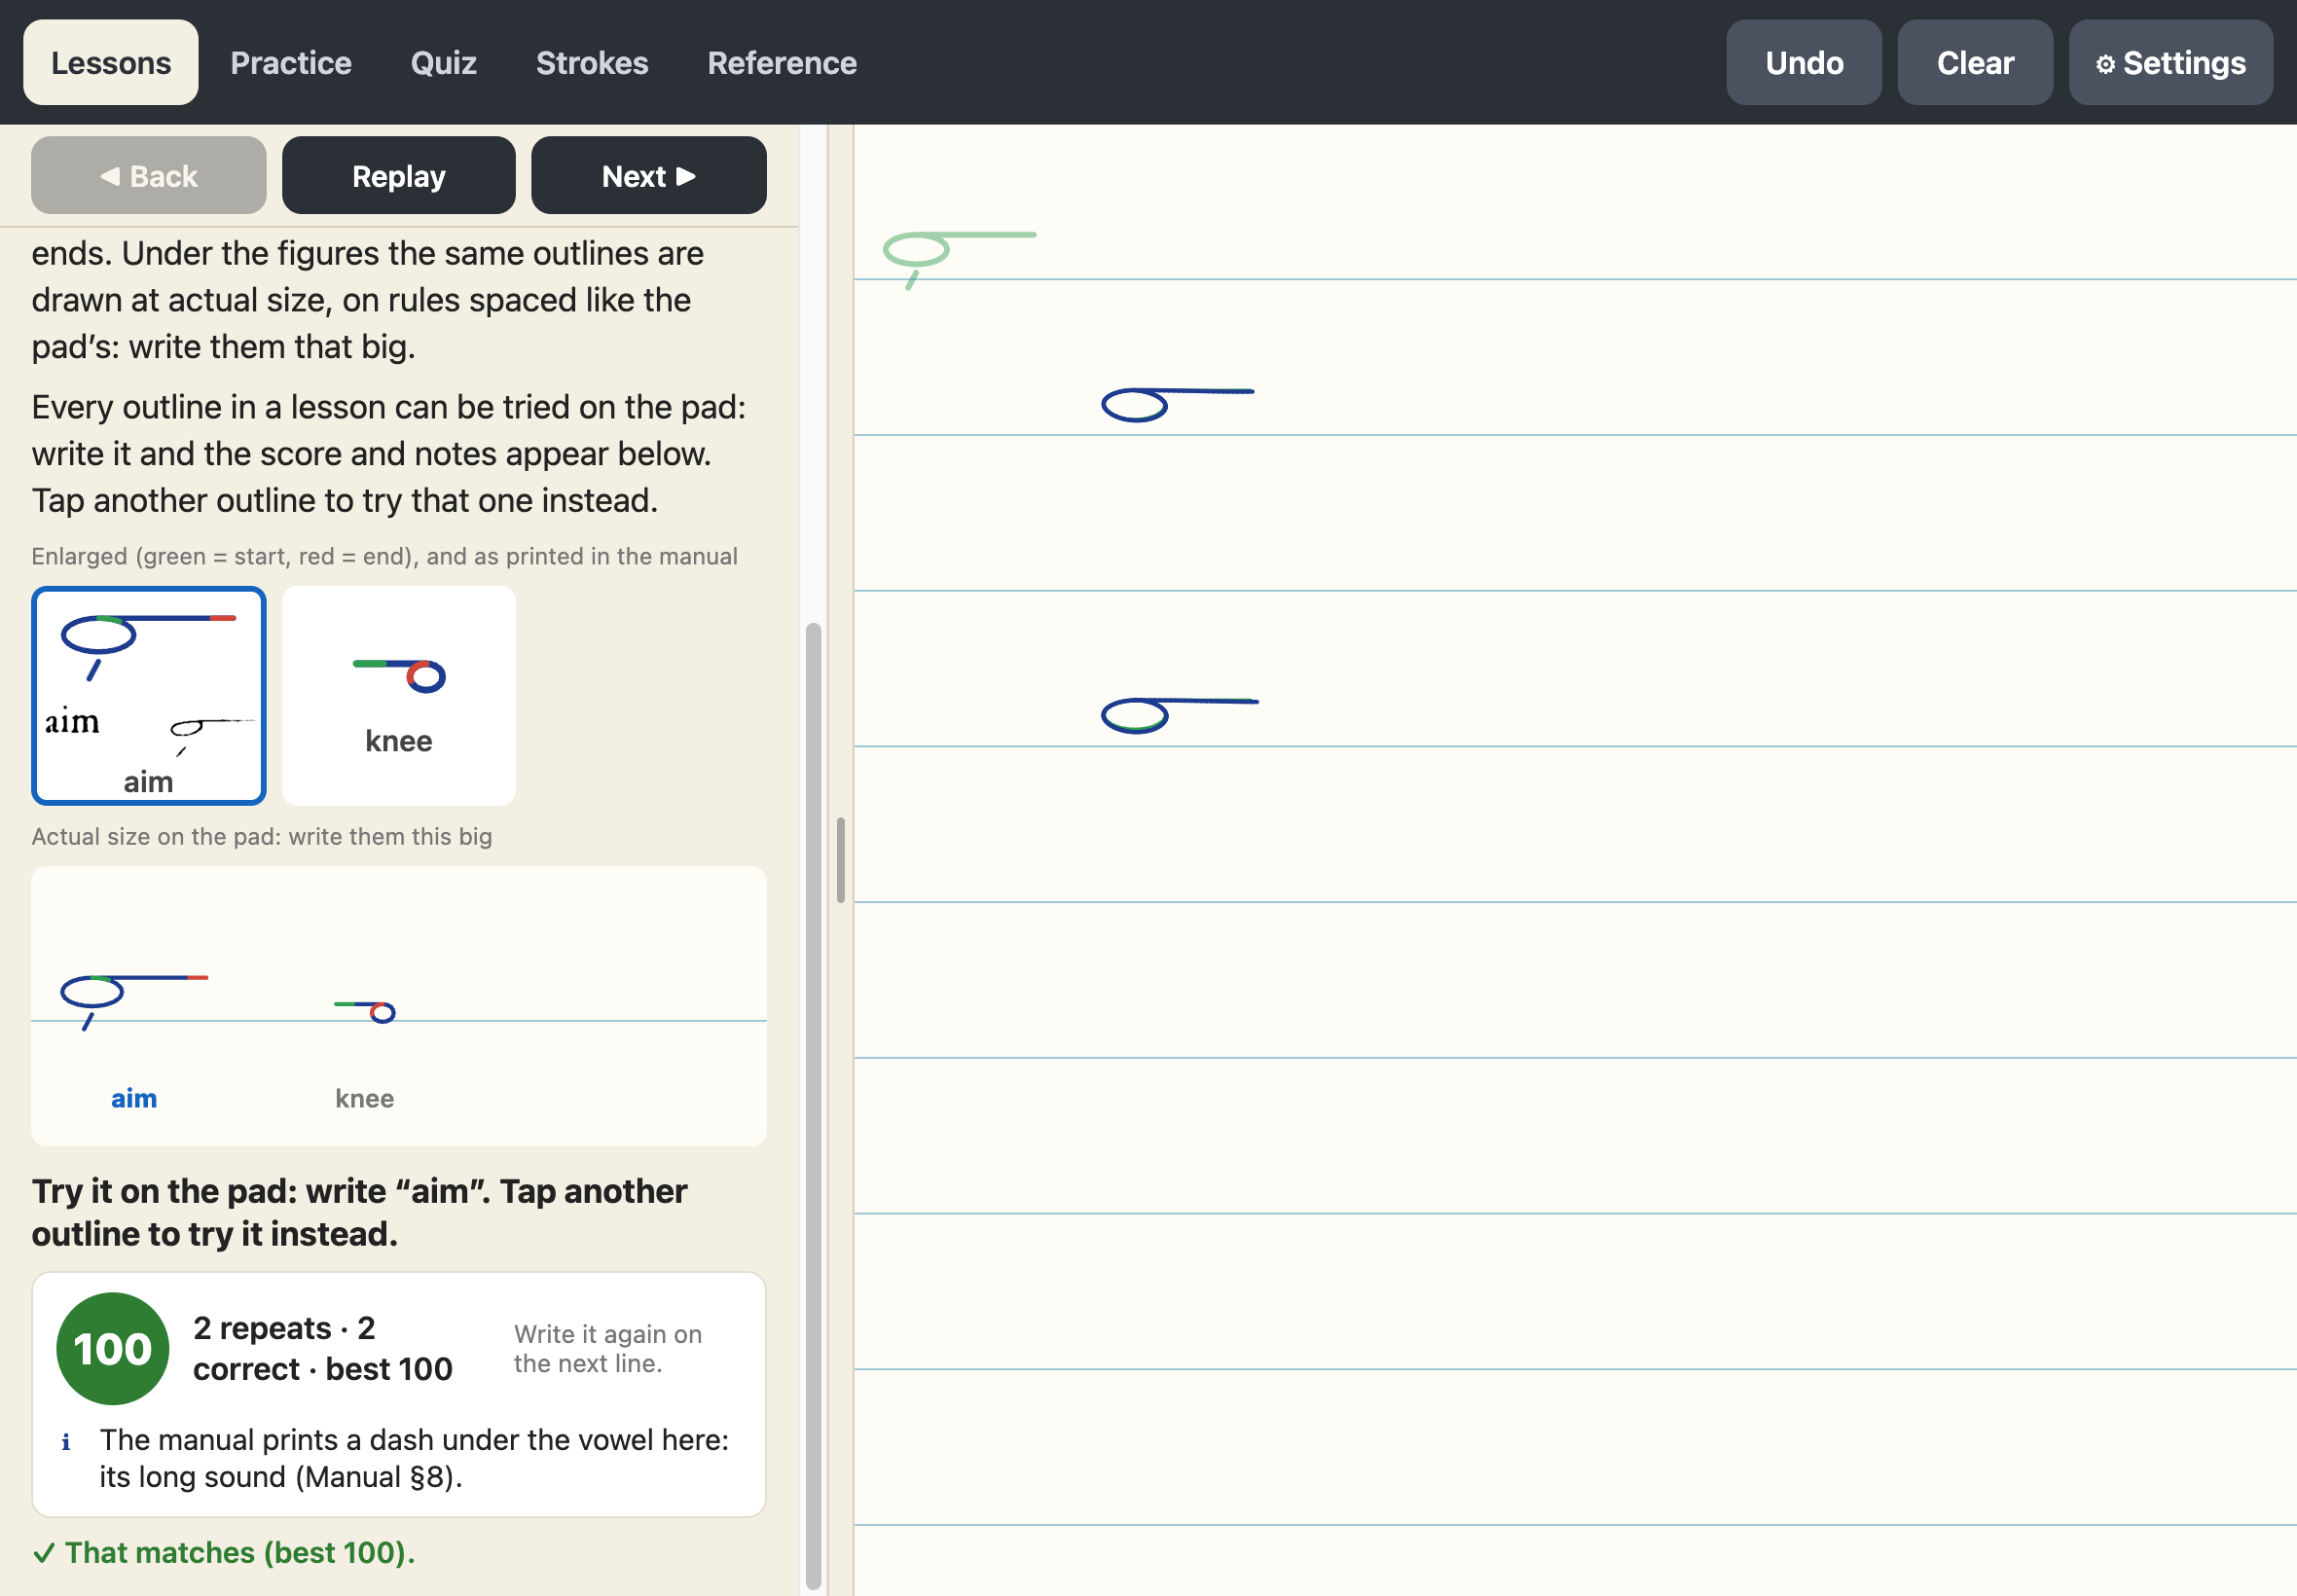 Lessons Practice Quiz Strokes Reference Undo Clear ⚙ Settings
◀ Back Replay Next ▶
ends. Under the figures the same outlines are
drawn at actual size, on rules spaced like the
pad’s: write them that big.
Every outline in a lesson can be tried on the pad:
write it and the score and notes appear below.
Tap another outline to try that one instead.
Enlarged (green = start, red = end), and as printed in the manual
aim
knee
aim
Actual size on the pad: write them this big
aim knee
Try it on the pad: write “aim”. Tap another
outline to try it instead.
100
2 repeats · 2
correct · best 100
Write it again on
the next line.
i The manual prints a dash under the vowel here:
its long sound (Manual §8).
✓ That matches (best 100).